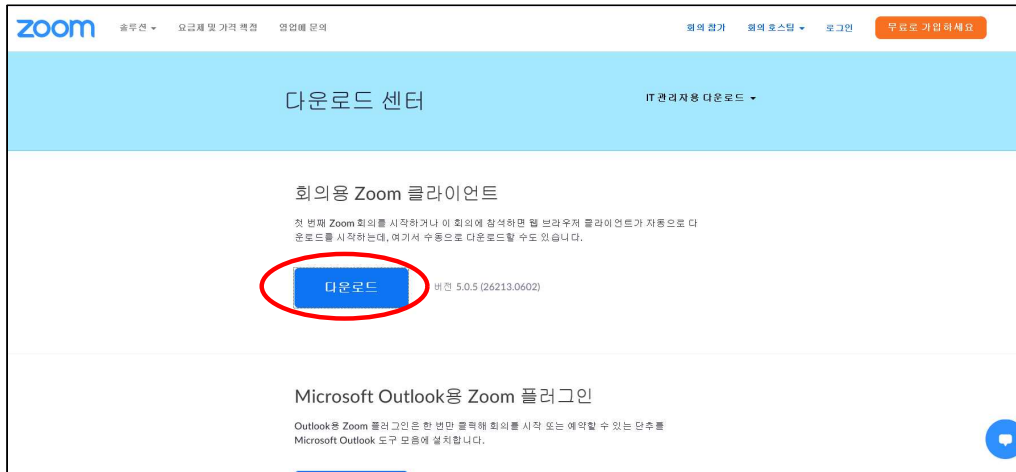 zoom 솔루션 요금제 및 가격 책정 영업에 문의 회의 참가 회의 호스팅 로그인 무료로 가입하세요
다운로드 센터 IT 관리자용 다운로드
회의용 Zoom 클라이언트
첫 번째 Zoom 회의를 시작하거나 이 회의에 참석하면 웹 브라우저 클라이언트가 자동으로 다
운로드를 시작하는데, 여기서 수동으로 다운로드할 수도 있습니다.
다운로드 버전 5.0.5 (26213.0602)
Microsoft Outlook용 Zoom 플러그인
Outlook용 Zoom 플러그인은 한 번만 클릭해 회의를 시작 또는 예약할 수 있는 단추를
Microsoft Outlook 도구 모음에 설치합니다.